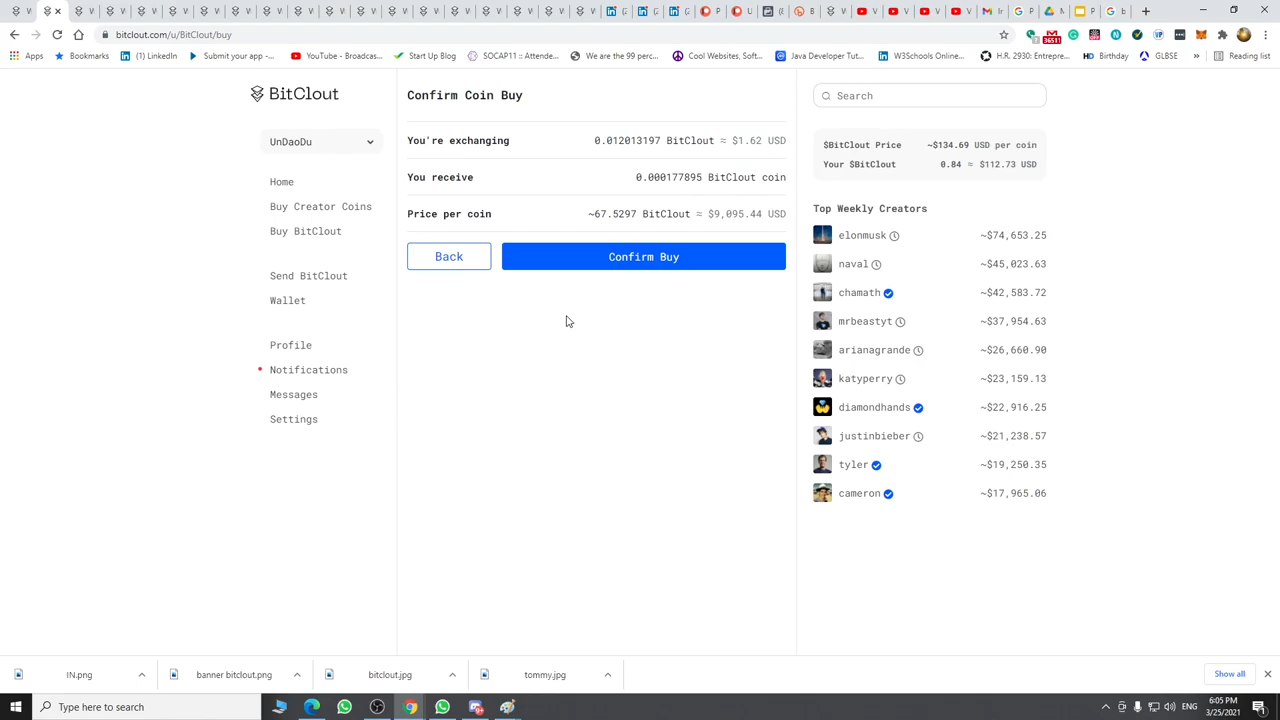 bitclout.com/u/BitClout/buy
36511
Apps
Bookmarks
(1) LinkedIn
Submit your app -...
YouTube - Broadcas...
Start Up Blog
SOCAP11 :: Attende...
We are the 99 perc...
Cool Websites, Soft...
Java Developer Tut...
W3Schools Online...
H.R. 2930: Entrepre...
Birthday
GLBSE
»
Reading list
BitClout
UnDaoDu
Home
Buy Creator Coins
Buy BitClout
Send BitClout
Wallet
Profile
Notifications
Messages
Settings
Confirm Coin Buy
You're exchanging 0.012013197 BitClout ≈ $1.62 USD
You receive 0.000177895 BitClout coin
Price per coin ~67.5297 BitClout ≈ $9,095.44 USD
Back Confirm Buy
Search
$BitClout Price ~$134.69 USD per coin
Your $BitClout 0.84 ≈ $112.73 USD
Top Weekly Creators
elonmusk ~$74,653.25
naval ~$45,023.63
chamath ~$42,583.72
mrbeastyt ~$37,954.63
arianagrande ~$26,660.90
katyperry ~$23,159.13
diamondhands ~$22,916.25
justinbieber ~$21,238.57
tyler ~$19,250.35
cameron ~$17,965.06
IN.png
banner bitclout.png
bitclout.jpg
tommy.jpg
Show all
Type here to search
ENG
6:05 PM
3/25/2021